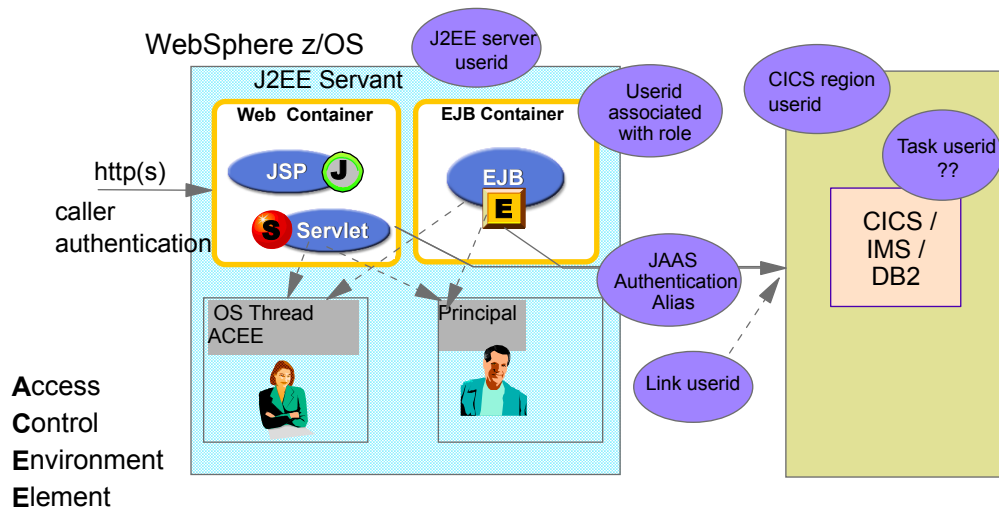 WebSphere z/OS
J2EE server
userid
J2EE Servant
CICS region
userid
Web Container
EJB Container
Userid
associated
with role
Task userid
??
http(s)
JSP
J
EJB
E
caller
authentication
S
Servlet
CICS /
IMS /
DB2
JAAS
Authentication
Alias
OS Thread
ACEE
Principal
Link userid
Access
Control
Environment
Element